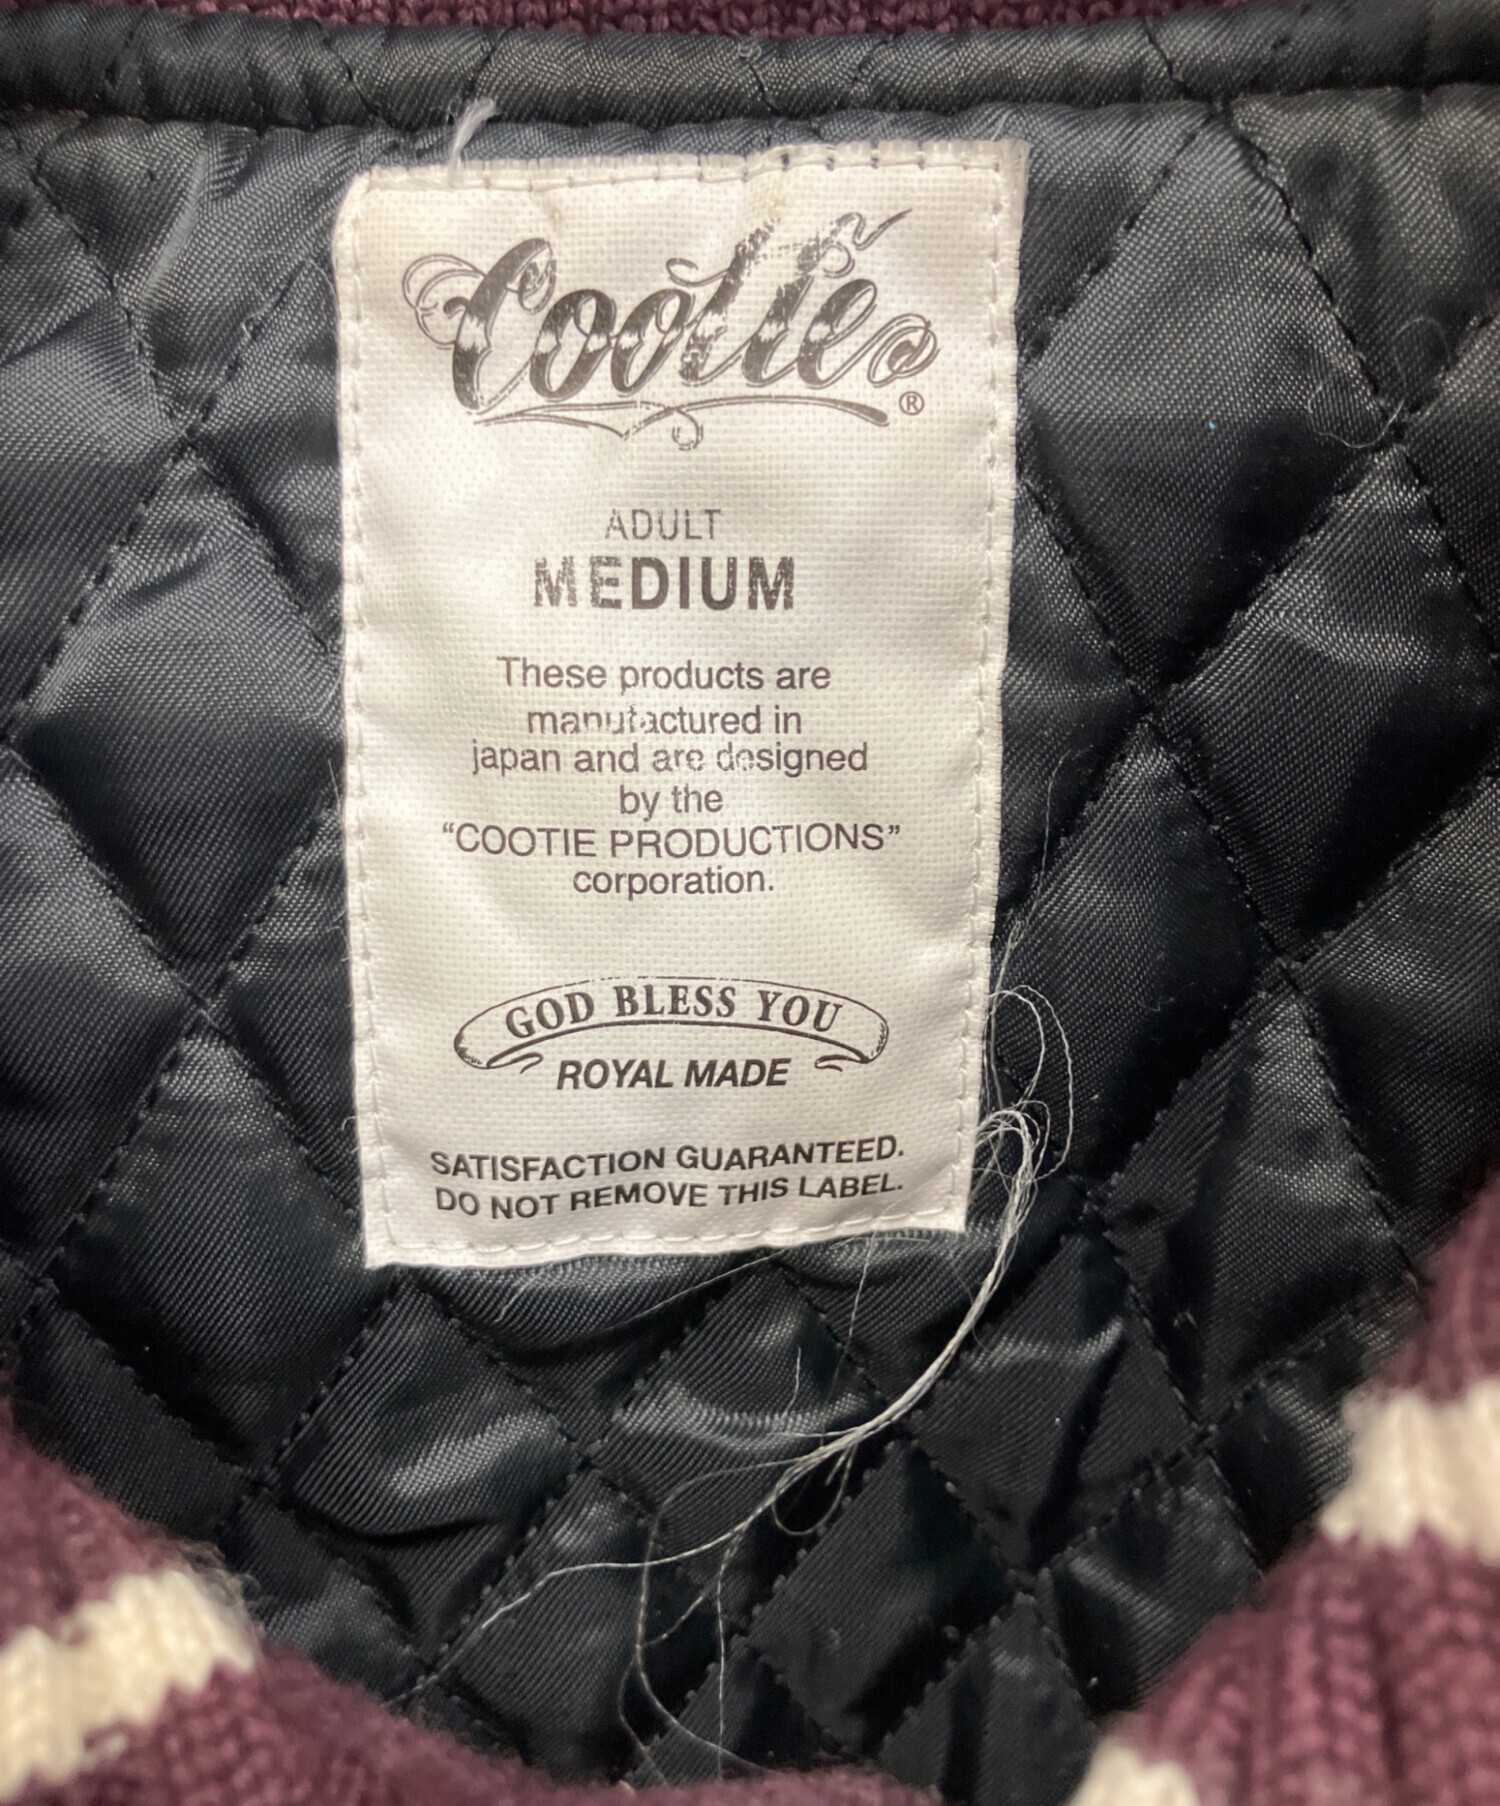 Cootie
®
ADULT
MEDIUM
These products are
manufactured in
japan and are designed
by the
“COOTIE PRODUCTIONS”
corporation.
GOD BLESS YOU
ROYAL MADE
SATISFACTION GUARANTEED.
DO NOT REMOVE THIS LABEL.